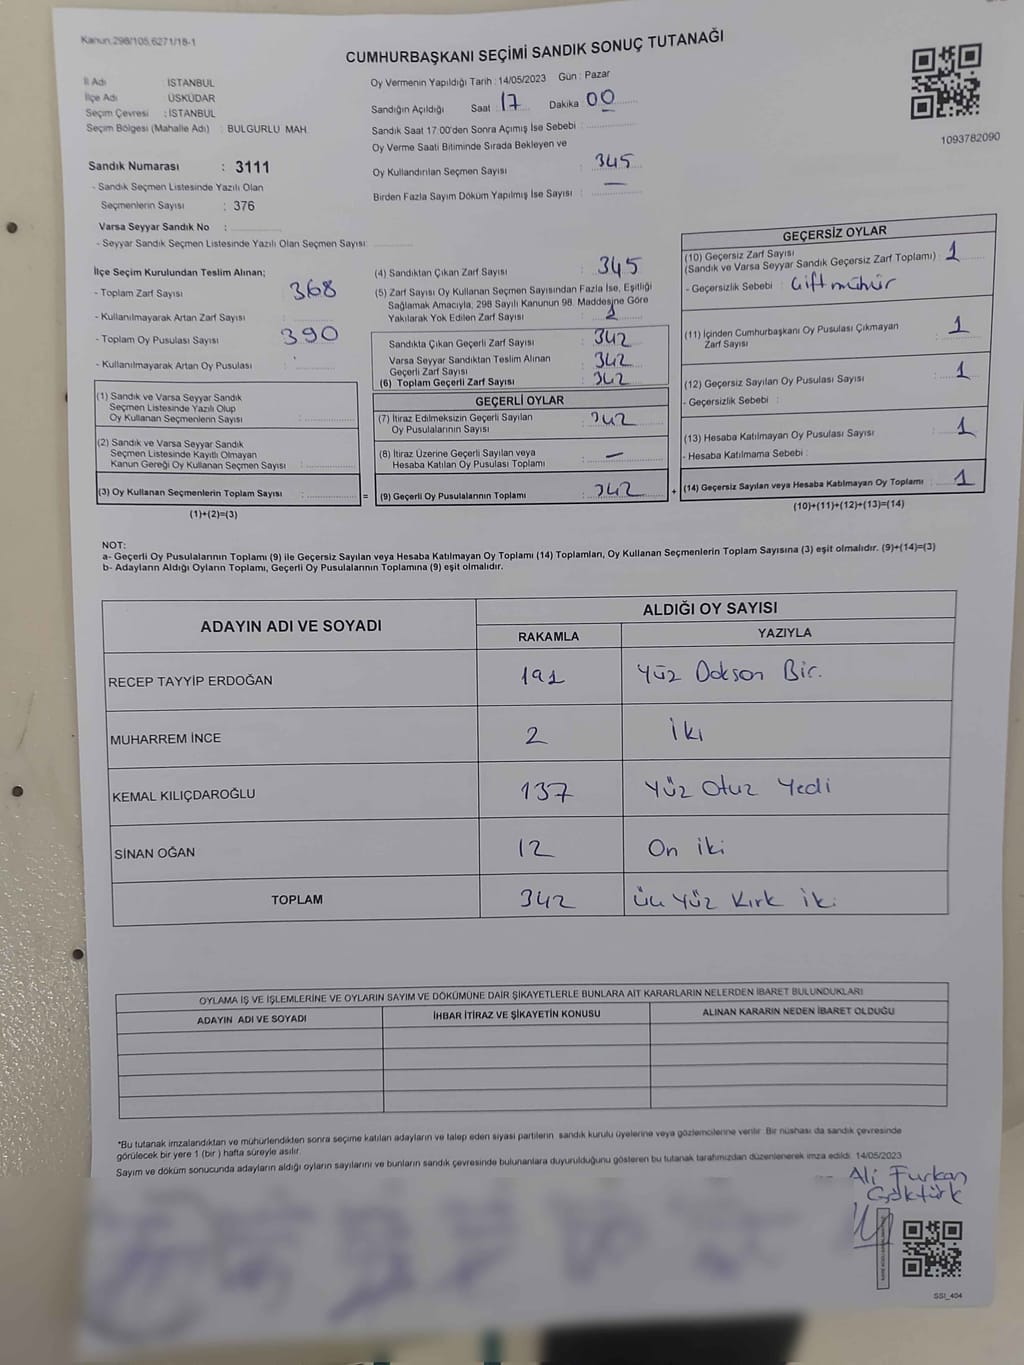 Kanun,298/105,6271/18-1
CUMHURBAŞKANI SEÇİMİ SANDIK SONUÇ TUTANAĞI
İl Adı : İSTANBUL
İlçe Adı : ÜSKÜDAR
Seçim Çevresi : İSTANBUL
Seçim Bölgesi (Mahalle Adı) : BULGURLU MAH.
Sandık Numarası : 3111
- Sandık Seçmen Listesinde Yazılı Olan
Seçmenlerin Sayısı : 376
Varsa Seyyar Sandık No :
- Seyyar Sandık Seçmen Listesinde Yazılı Olan Seçmen Sayısı:
Oy Vermenin Yapıldığı Tarih : 14/05/2023 Gün : Pazar
Sandığın Açıldığı Saat : 17 Dakika : 00
Sandık Saat 17.00'den Sonra Açımış İse Sebebi :
Oy Verme Saati Bitiminde Sırada Bekleyen ve
Oy Kullandırılan Seçmen Sayısı : 345
Birden Fazla Sayım Döküm Yapılmış İse Sayısı : —
1093782090
İlçe Seçim Kurulundan Teslim Alınan;
- Toplam Zarf Sayısı : 368
- Kullanılmayarak Artan Zarf Sayısı :
- Toplam Oy Pusulası Sayısı : 390
- Kullanılmayarak Artan Oy Pusulası :
(1) Sandık ve Varsa Seyyar Sandık
Seçmen Listesinde Yazılı Olup
Oy Kullanan Seçmenlerin Sayısı :
(2) Sandık ve Varsa Seyyar Sandık
Seçmen Listesinde Kayıtlı Olmayan
Kanun Gereği Oy Kullanan Seçmen Sayısı :
(3) Oy Kullanan Seçmenlerin Toplam Sayısı :
(1)+(2)=(3)
(4) Sandıktan Çıkan Zarf Sayısı : 345
(5) Zarf Sayısı Oy Kullanan Seçmen Sayısından Fazla İse, Eşitliği
Sağlamak Amacıyla, 298 Sayılı Kanunun 98. Maddesine Göre
Yakılarak Yok Edilen Zarf Sayısı : 1
Sandıkta Çıkan Geçerli Zarf Sayısı : 342
Varsa Seyyar Sandıktan Teslim Alınan
Geçerli Zarf Sayısı : 342
(6) Toplam Geçerli Zarf Sayısı : 342
GEÇERLİ OYLAR
(7) İtiraz Edilmeksizin Geçerli Sayılan
Oy Pusulalarının Sayısı : 342
(8) İtiraz Üzerine Geçerli Sayılan veya
Hesaba Katılan Oy Pusulası Toplamı : —
= (9) Geçerli Oy Pusulalarının Toplamı : 342 +
GEÇERSİZ OYLAR
(10) Geçersiz Zarf Sayısı
(Sandık ve Varsa Seyyar Sandık Geçersiz Zarf Toplamı) : 1
- Geçersizlik Sebebi : Çift mühür
(11) İçinden Cumhurbaşkanı Oy Pusulası Çıkmayan
Zarf Sayısı : 1
(12) Geçersiz Sayılan Oy Pusulası Sayısı : 1
- Geçersizlik Sebebi :
(13) Hesaba Katılmayan Oy Pusulası Sayısı : 1
- Hesaba Katılmama Sebebi :
(14) Geçersiz Sayılan veya Hesaba Katılmayan Oy Toplamı : 1
(10)+(11)+(12)+(13)=(14)
NOT:
a- Geçerli Oy Pusulalarının Toplamı (9) ile Geçersiz Sayılan veya Hesaba Katılmayan Oy Toplamı (14) Toplamları, Oy Kullanan Seçmenlerin Toplam Sayısına (3) eşit olmalıdır. (9)+(14)=(3)
b- Adayların Aldığı Oyların Toplamı, Geçerli Oy Pusulalarının Toplamına (9) eşit olmalıdır.
ADAYIN ADI VE SOYADI ALDIĞI OY SAYISI
RAKAMLA YAZIYLA
RECEP TAYYİP ERDOĞAN 191 Yüz Doksan Bir.
MUHARREM İNCE 2 İki
KEMAL KILIÇDAROĞLU 137 Yüz Otuz Yedi
SİNAN OĞAN 12 On iki
TOPLAM 342 üç yüz Kırk iki
OYLAMA İŞ VE İŞLEMLERİNE VE OYLARIN SAYIM VE DÖKÜMÜNE DAİR ŞİKAYETLERLE BUNLARA AİT KARARLARIN NELERDEN İBARET BULUNDUKLARI
ADAYIN ADI VE SOYADI İHBAR İTİRAZ VE ŞİKAYETİN KONUSU ALINAN KARARIN NEDEN İBARET OLDUĞU
*Bu tutanak imzalandıktan ve mühürlendikten sonra seçime katılan adayların ve talep eden siyasi partilerin sandık kurulu üyelerine veya gözlemcilerine verilir. Bir nüshası da sandık çevresinde
görülecek bir yere 1 (bir ) hafta süreyle asılır.
Sayım ve döküm sonucunda adayların aldığı oyların sayılarını ve bunların sandık çevresinde bulunanlara duyurulduğunu gösteren bu tutanak tarafımızdan düzenlenerek imza edildi. 14/05/2023
Ali Furkan
Göktürk
SSI_404